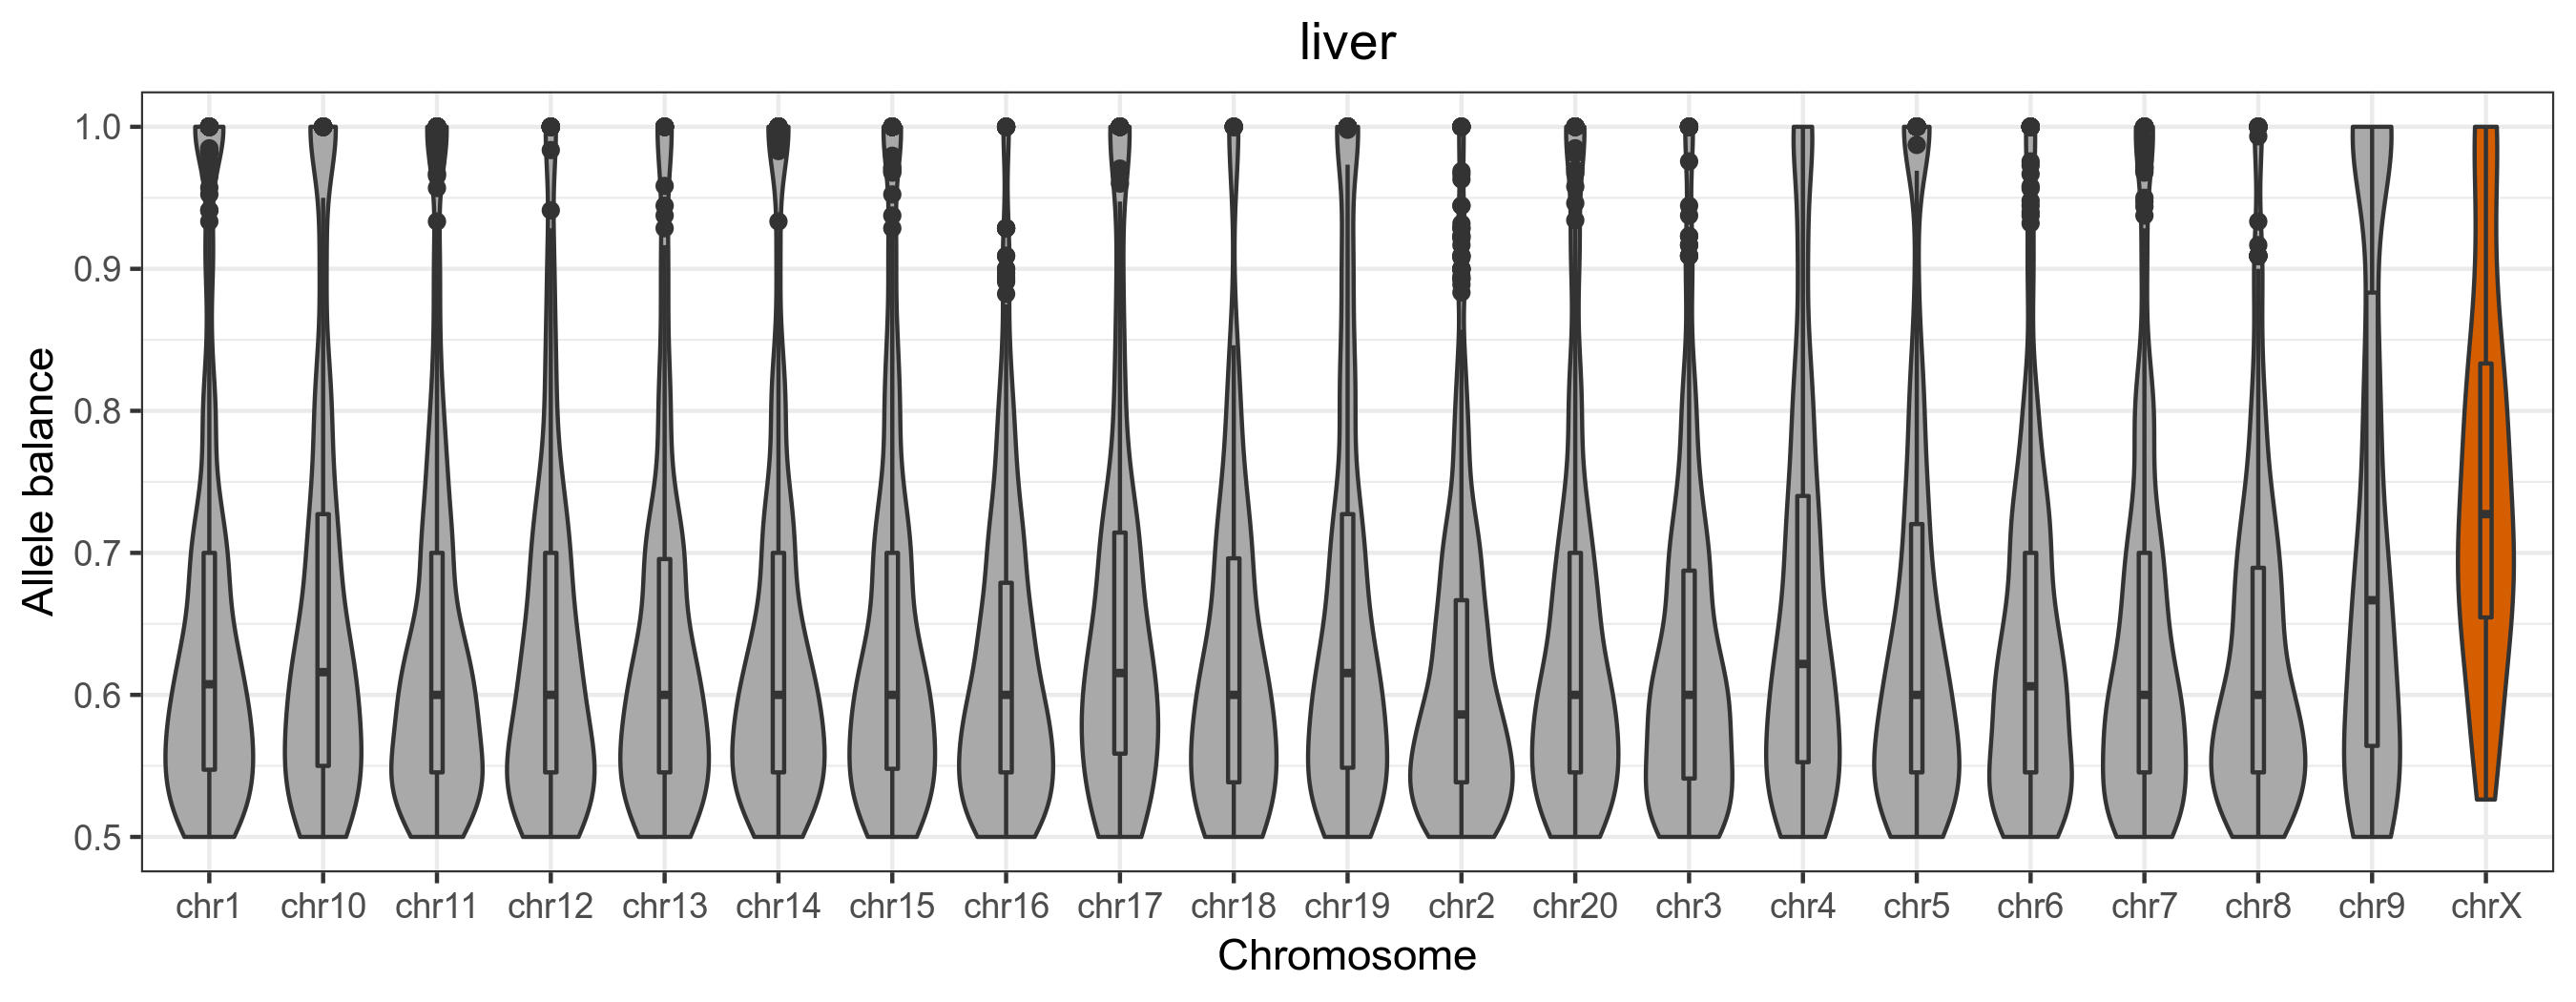 liver
Allele balance
1.0
0.9
0.8
0.7
0.6
0.5
chr1 chr10 chr11 chr12 chr13 chr14 chr15 chr16 chr17 chr18 chr19 chr2 chr20 chr3 chr4 chr5 chr6 chr7 chr8 chr9 chrX
Chromosome